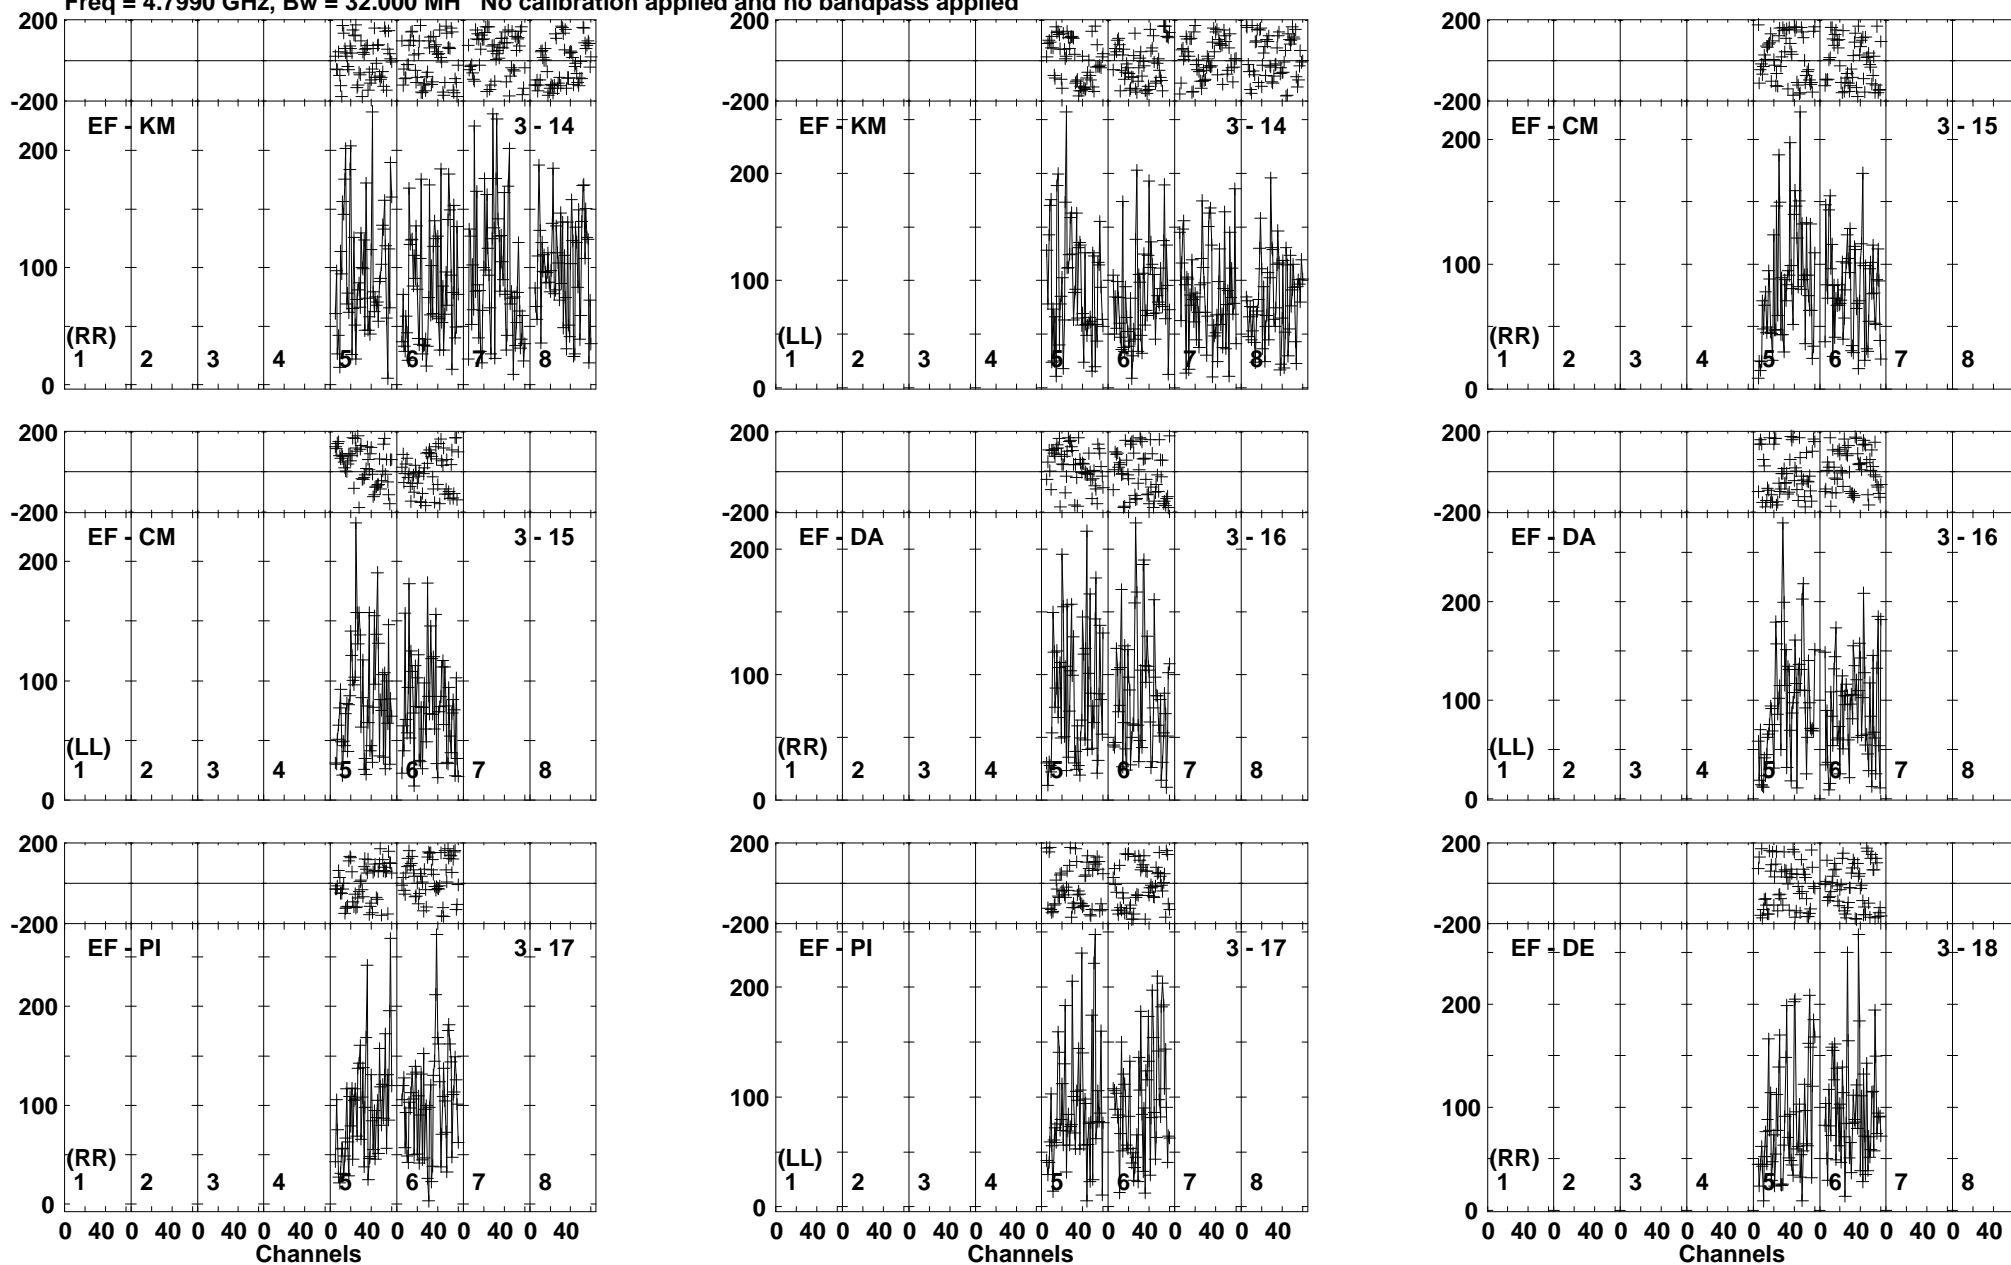 Freq = 4.7990 GHz, Bw = 32.000 MH No calibration applied and no bandpass applied
200 200 200
-200 -200 -200
EF - KM 3 - 14 EF - KM 3 - 14 EF - CM 3 - 15
200 200 200
100 100 100
(RR) (LL) (RR)
1 2 3 4 5 6 7 8 1 2 3 4 5 6 7 8 1 2 3 4 5 6 7 8
0 0 0
200 200 200
-200 -200 -200
EF - CM 3 - 15 EF - DA 3 - 16 EF - DA 3 - 16
200 200 200
100 100 100
(LL) (RR) (LL)
1 2 3 4 5 6 7 8 1 2 3 4 5 6 7 8 1 2 3 4 5 6 7 8
0 0 0
200 200 200
-200 -200 -200
EF - PI 3 - 17 EF - PI 3 - 17 EF - DE 3 - 18
200 200 200
100 100 100
(RR) (LL) (RR)
1 2 3 4 5 6 7 8 1 2 3 4 5 6 7 8 1 2 3 4 5 6 7 8
0 0 0
0 40 0 40 0 40 0 40 0 40 0 40 0 40 0 40 0 40 0 40 0 40 0 40 0 40 0 40 0 40 0 40 0 40 0 40 0 40 0 40 0 40 0 40 0 40 0 40
Channels Channels Channels